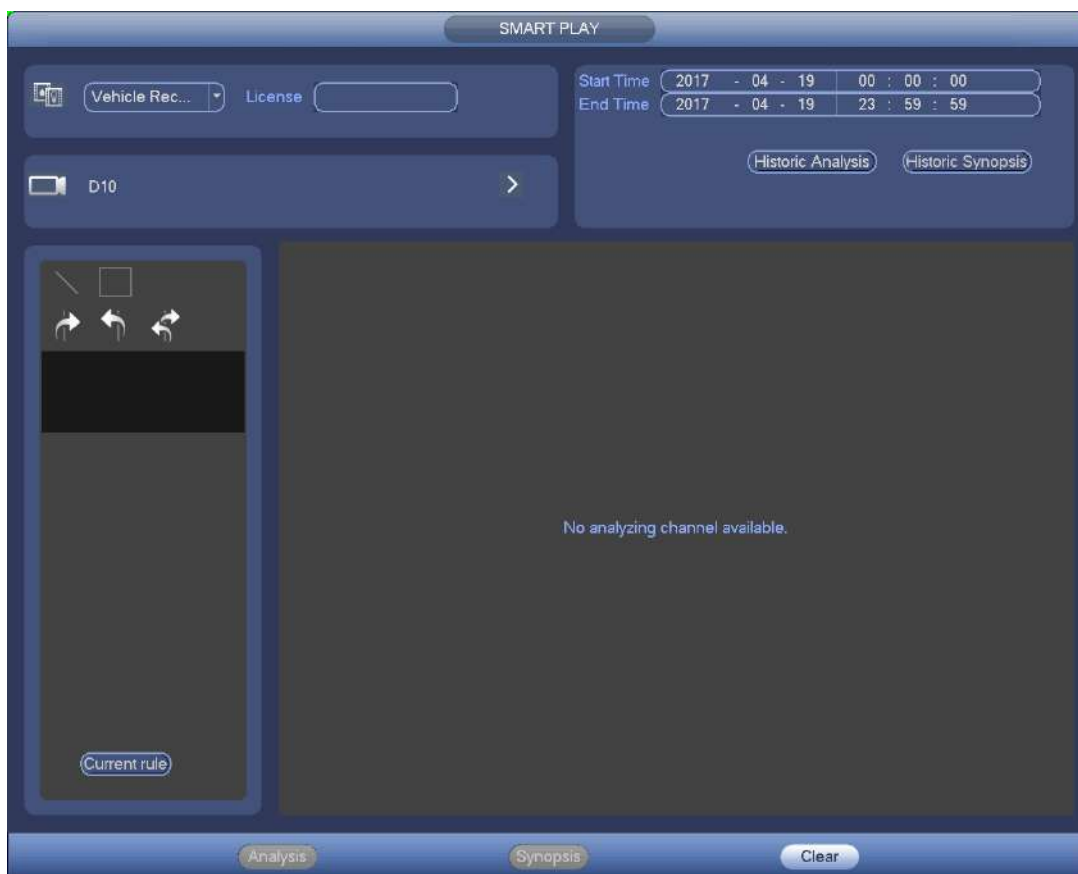 SMART PLAY
Vehicle Rec...
License
Start Time 2017 - 04 - 19 00 : 00 : 00
End Time 2017 - 04 - 19 23 : 59 : 59
Historic Analysis Historic Synopsis
D10
No analyzing channel available.
Current rule
Analysis Synopsis Clear